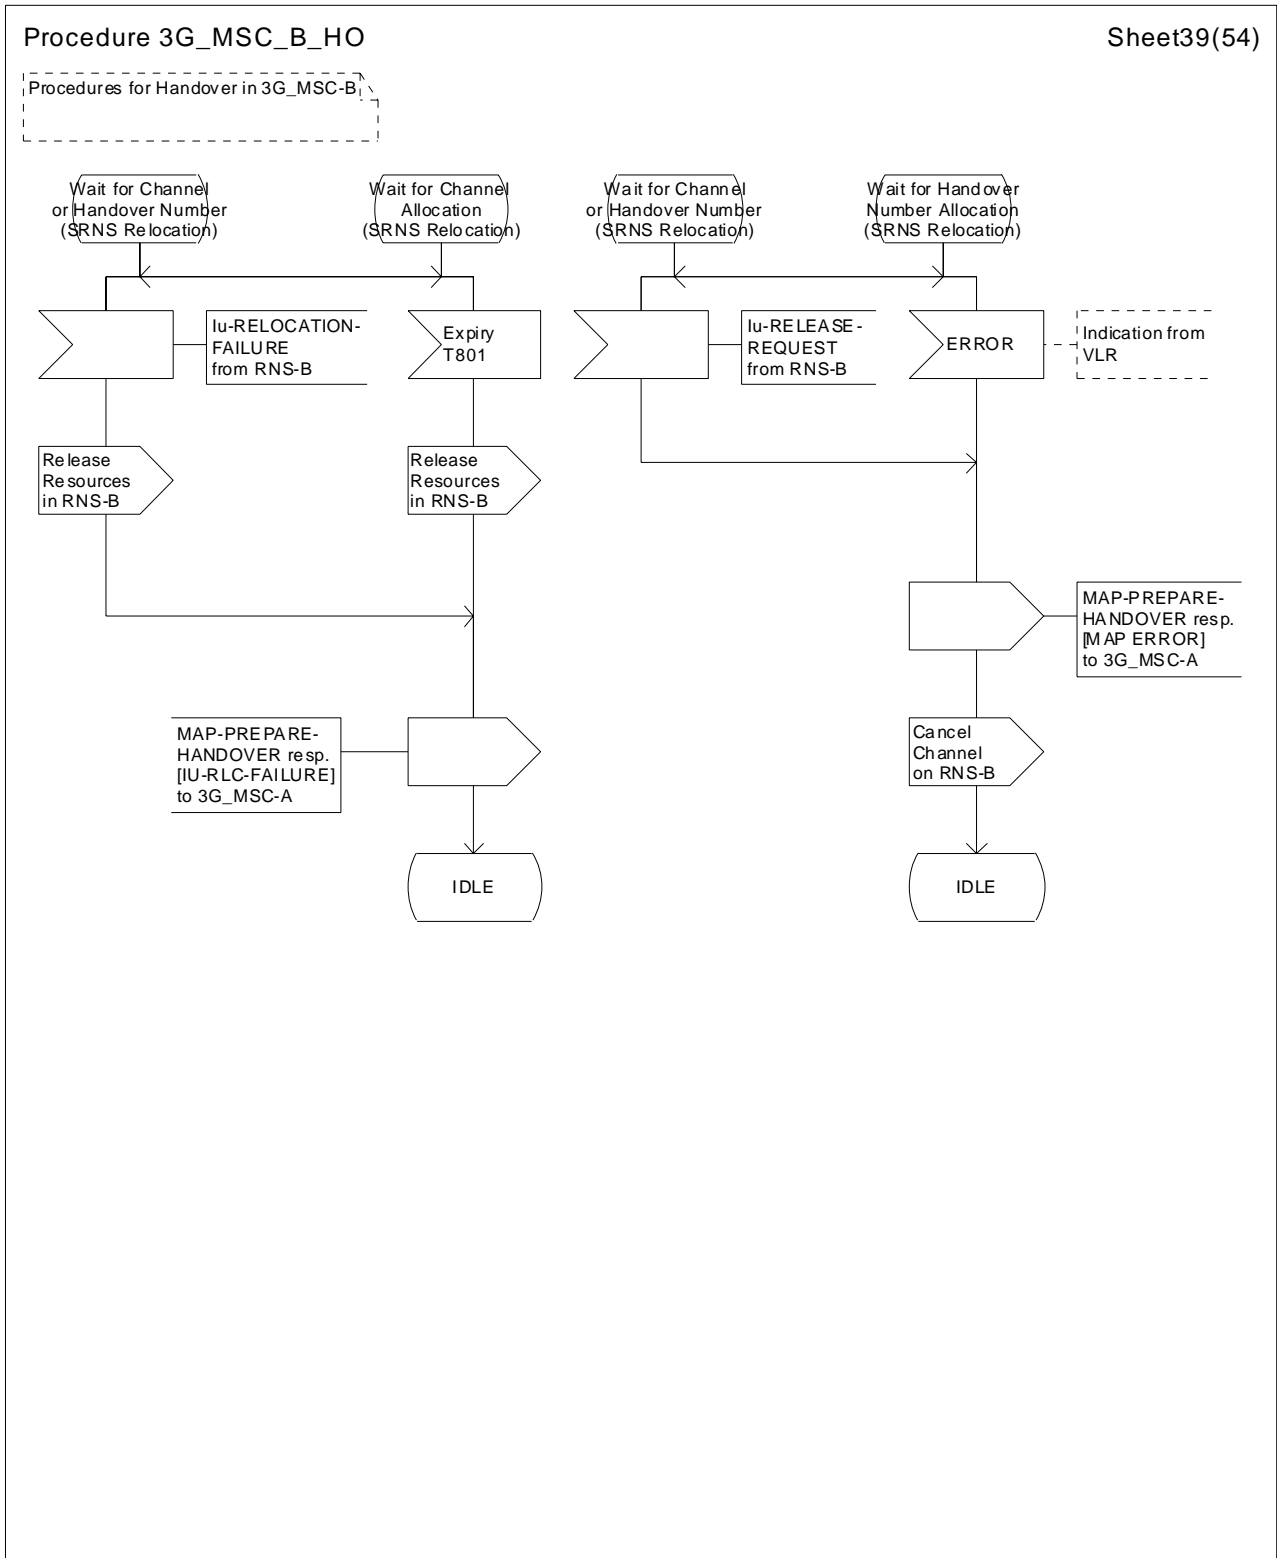 Procedure 3G_MSC_B_HO
Sheet39(54)
Procedures for Handover in 3G_MSC-B
Wait for Channel
or Handover Number
(SRNS Relocation)
Wait for Channel
Allocation
(SRNS Relocation)
Wait for Channel
or Handover Number
(SRNS Relocation)
Wait for Handover
Number Allocation
(SRNS Relocation)
Iu-RELOCATION-
FAILURE
from RNS-B
Expiry
T801
Iu-RELEASE-
REQUEST
from RNS-B
ERROR
Indication from
VLR
Release
Resources
in RNS-B
Release
Resources
in RNS-B
MAP-PREPARE-
HANDOVER resp.
[MAP ERROR]
to 3G_MSC-A
MAP-PREPARE-
HANDOVER resp.
[IU-RLC-FAILURE]
to 3G_MSC-A
Cancel
Channel
on RNS-B
IDLE
IDLE